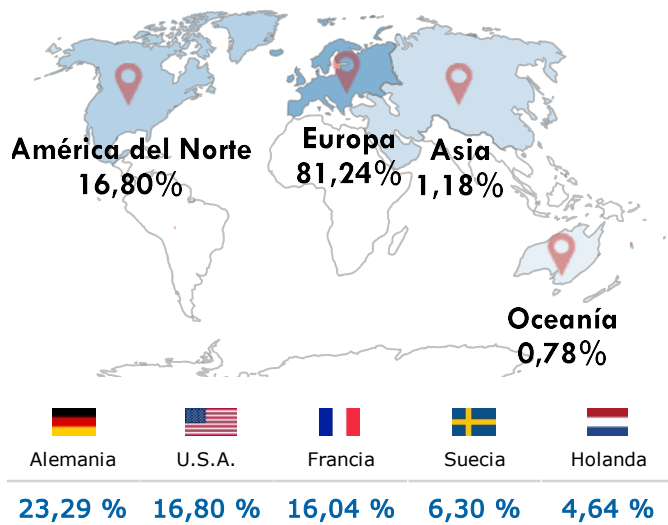 América del Norte
16,80%
Europa
81,24%
Asia
1,18%
Oceanía
0,78%
Alemania
U.S.A.
Francia
Suecia
Holanda
23,29 %
16,80 %
16,04 %
6,30 %
4,64 %